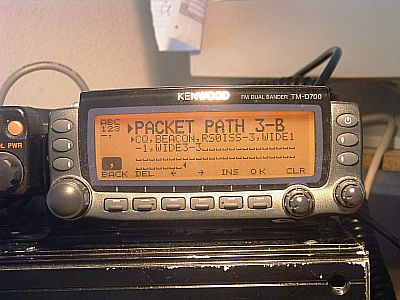 KENWOOD
FM DUAL BANDER TM-D700
ABC
123
PACKET PATH 3-B
CQ,BEACON,RS0ISS-3,WIDE1
-1,WIDE3-3
BACK DEL ← → INS OK CLR
PWR